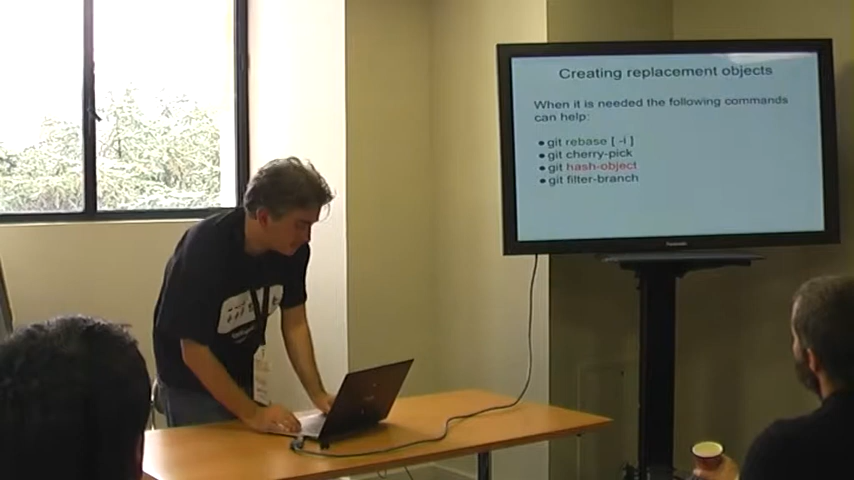 Creating replacement objects
When it is needed the following commands
can help:
● git rebase [ -i ]
● git cherry-pick
● git hash-object
● git filter-branch
Panasonic